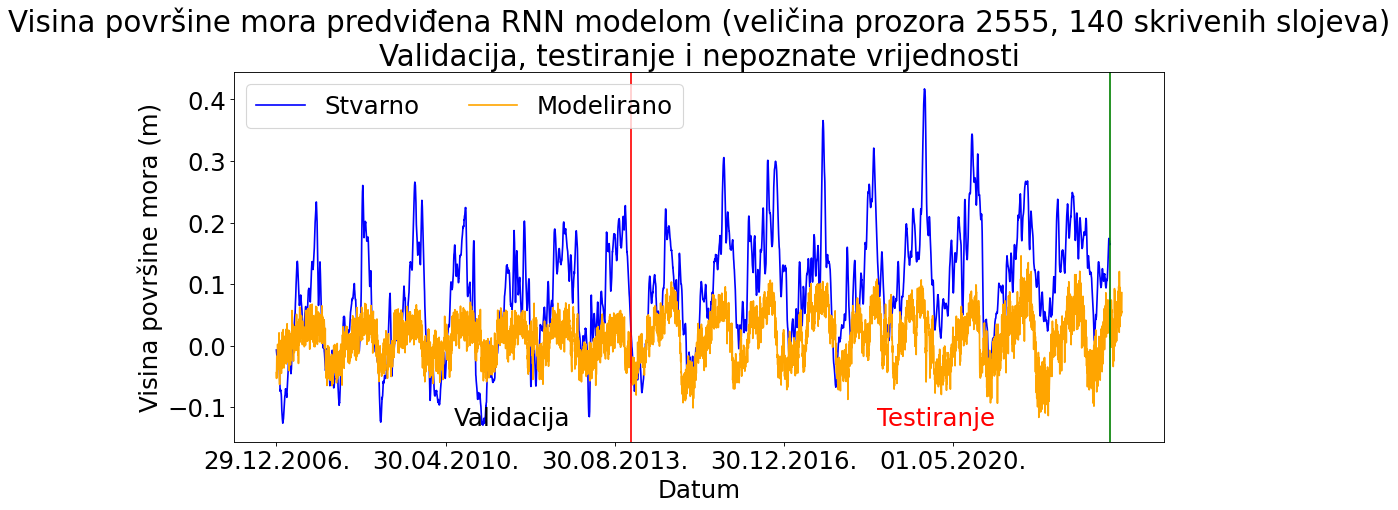 Visina površine mora predviđena RNN modelom (veličina prozora 2555, 140 skrivenih slojeva)
Validacija, testiranje i nepoznate vrijednosti
Stvarno Modelirano
Visina površine mora (m)
0.4
0.3
0.2
0.1
0.0
−0.1
Validacija Testiranje
29.12.2006. 30.04.2010. 30.08.2013. 30.12.2016. 01.05.2020.
Datum